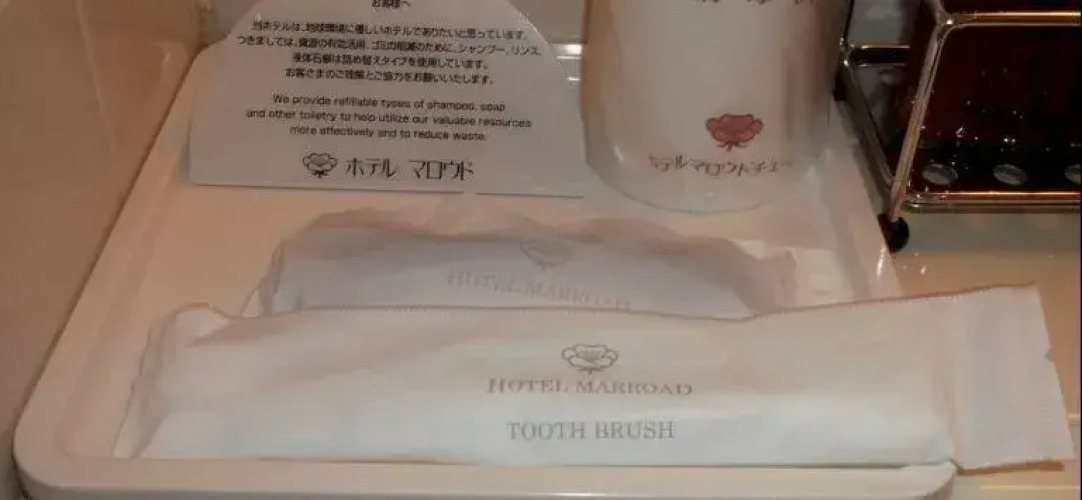 お客様へ
当ホテルは、地球環境に優しいホテルでありたいと思っています。
つきましては、資源の有効活用、ゴミの削減のために、シャンプー、リンス、
液体石鹸は詰め替えタイプを使用しています。
お客さまのご理解とご協力をお願いいたします。
We provide refillable types of shampoo, soap
and other toiletry to help utilize our valuable resources
more effectively and to reduce waste.
ホテル マロウド
ホテルマロウド
HOTEL MARROAD
HOTEL MARROAD
TOOTH BRUSH